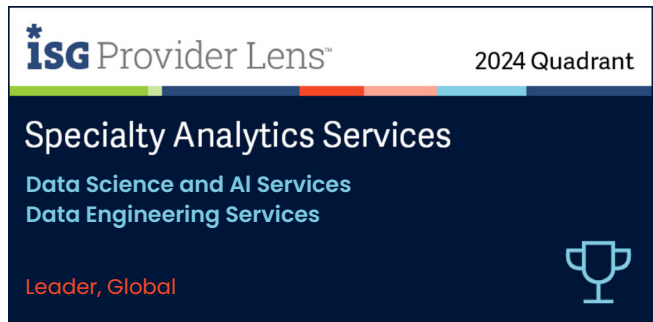 ISG Provider Lens™
2024 Quadrant
Specialty Analytics Services
Data Science and AI Services
Data Engineering Services
Leader, Global